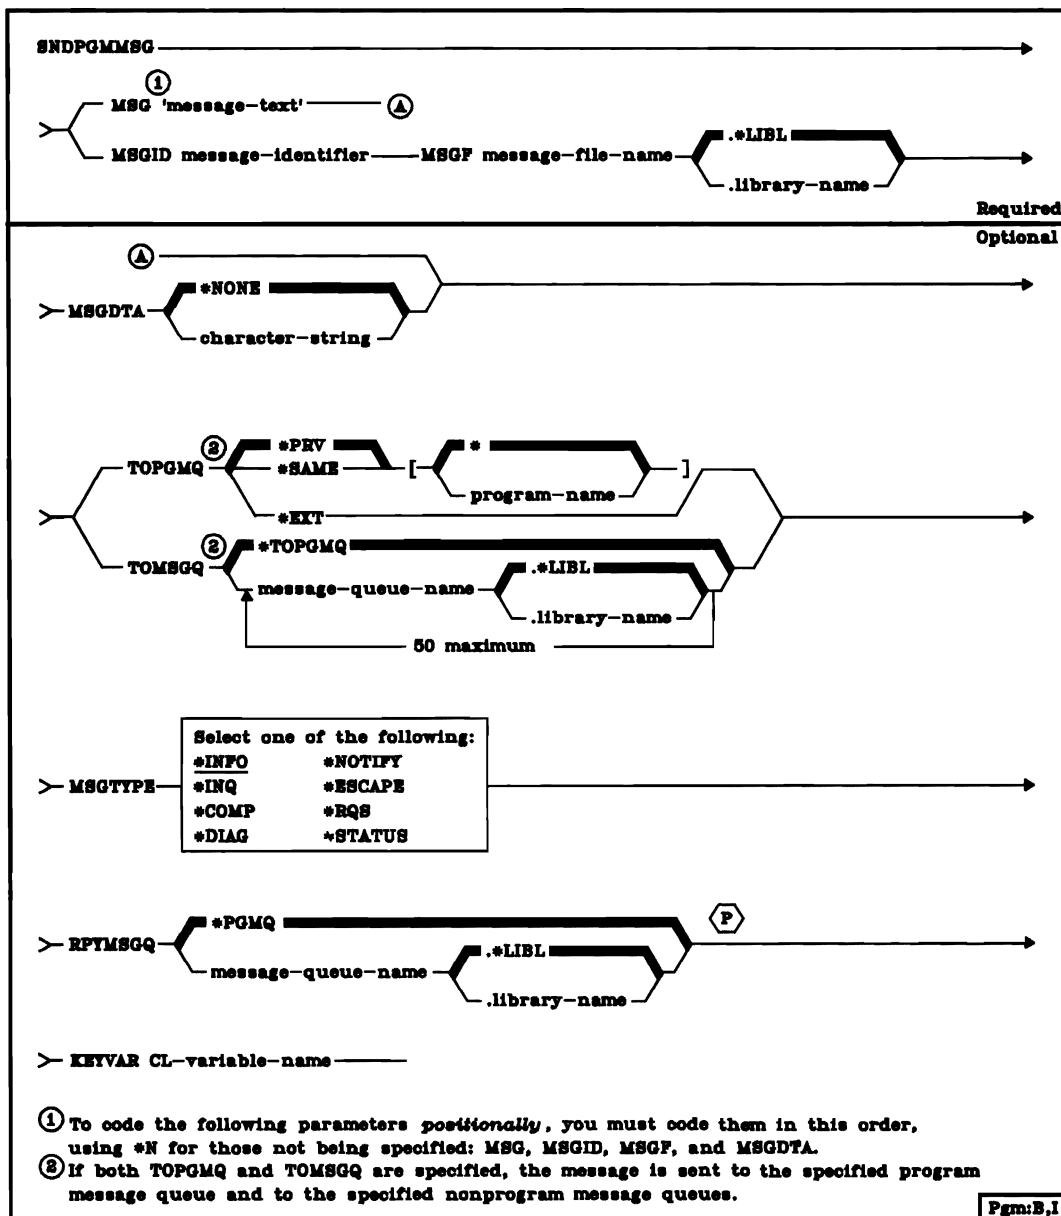 SNDPGMMSG
①
MSG 'message-text' Ⓐ
MSGID message-identifier MSGF message-file-name .*LIBL
.library-name
Required
Optional
Ⓐ
MSGDTA *NONE
character-string
TOPGMQ ② *PRV
*SAME [ * ]
program-name
*EXT
TOMSGQ ② *TOPGMQ
message-queue-name .*LIBL
.library-name
50 maximum
Select one of the following:
MSGTYPE
*INFO *NOTIFY
*INQ *ESCAPE
*COMP *RQS
*DIAG *STATUS
RPYMSGQ *PGMQ P
message-queue-name .*LIBL
.library-name
KEYVAR CL-variable-name
① To code the following parameters positionally, you must code them in this order,
using *N for those not being specified: MSG, MSGID, MSGF, and MSGDTA.
② If both TOPGMQ and TOMSGQ are specified, the message is sent to the specified program
message queue and to the specified nonprogram message queues.
Pgm:B,I